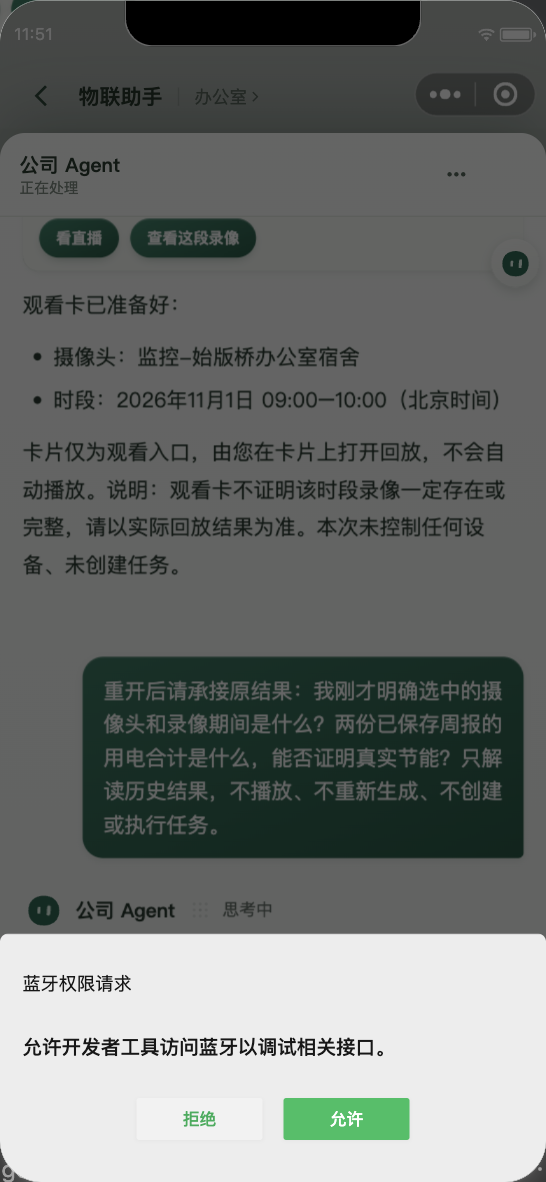 11:51
物联助手
办公室 >
公司 Agent
正在处理
看直播
查看这段录像
观看卡已准备好：
• 摄像头：监控-始版桥办公室宿舍
• 时段：2026年11月1日 09:00—10:00（北京时间）
卡片仅为观看入口，由您在卡片上打开回放，不会自
动播放。说明：观看卡不证明该时段录像一定存在或
完整，请以实际回放结果为准。本次未控制任何设
备、未创建任务。
重开后请承接原结果：我刚才明确选中的摄
像头和录像期间是什么？两份已保存周报的
用电合计是什么，能否证明真实节能？只解
读历史结果，不播放、不重新生成、不创建
或执行任务。
公司 Agent 思考中
蓝牙权限请求
允许开发者工具访问蓝牙以调试相关接口。
拒绝
允许